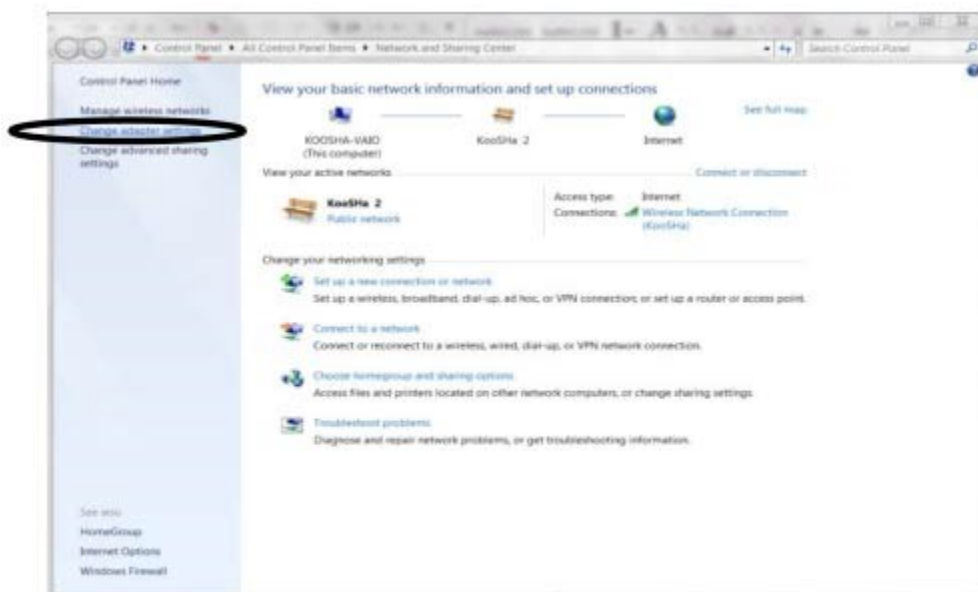 Control Panel ▸ All Control Panel Items ▸ Network and Sharing Center
Search Control Panel
Control Panel Home
Manage wireless networks
Change adapter settings
Change advanced sharing
settings
See also
HomeGroup
Internet Options
Windows Firewall
View your basic network information and set up connections
See full map
KOOSHA-VAIO
(This computer)
KooSHa 2
Internet
View your active networks
Connect or disconnect
KooSHa 2
Public network
Access type: Internet
Connections: Wireless Network Connection
(KooSHa)
Change your networking settings
Set up a new connection or network
Set up a wireless, broadband, dial-up, ad hoc, or VPN connection; or set up a router or access point.
Connect to a network
Connect or reconnect to a wireless, wired, dial-up, or VPN network connection.
Choose homegroup and sharing options
Access files and printers located on other network computers, or change sharing settings.
Troubleshoot problems
Diagnose and repair network problems, or get troubleshooting information.